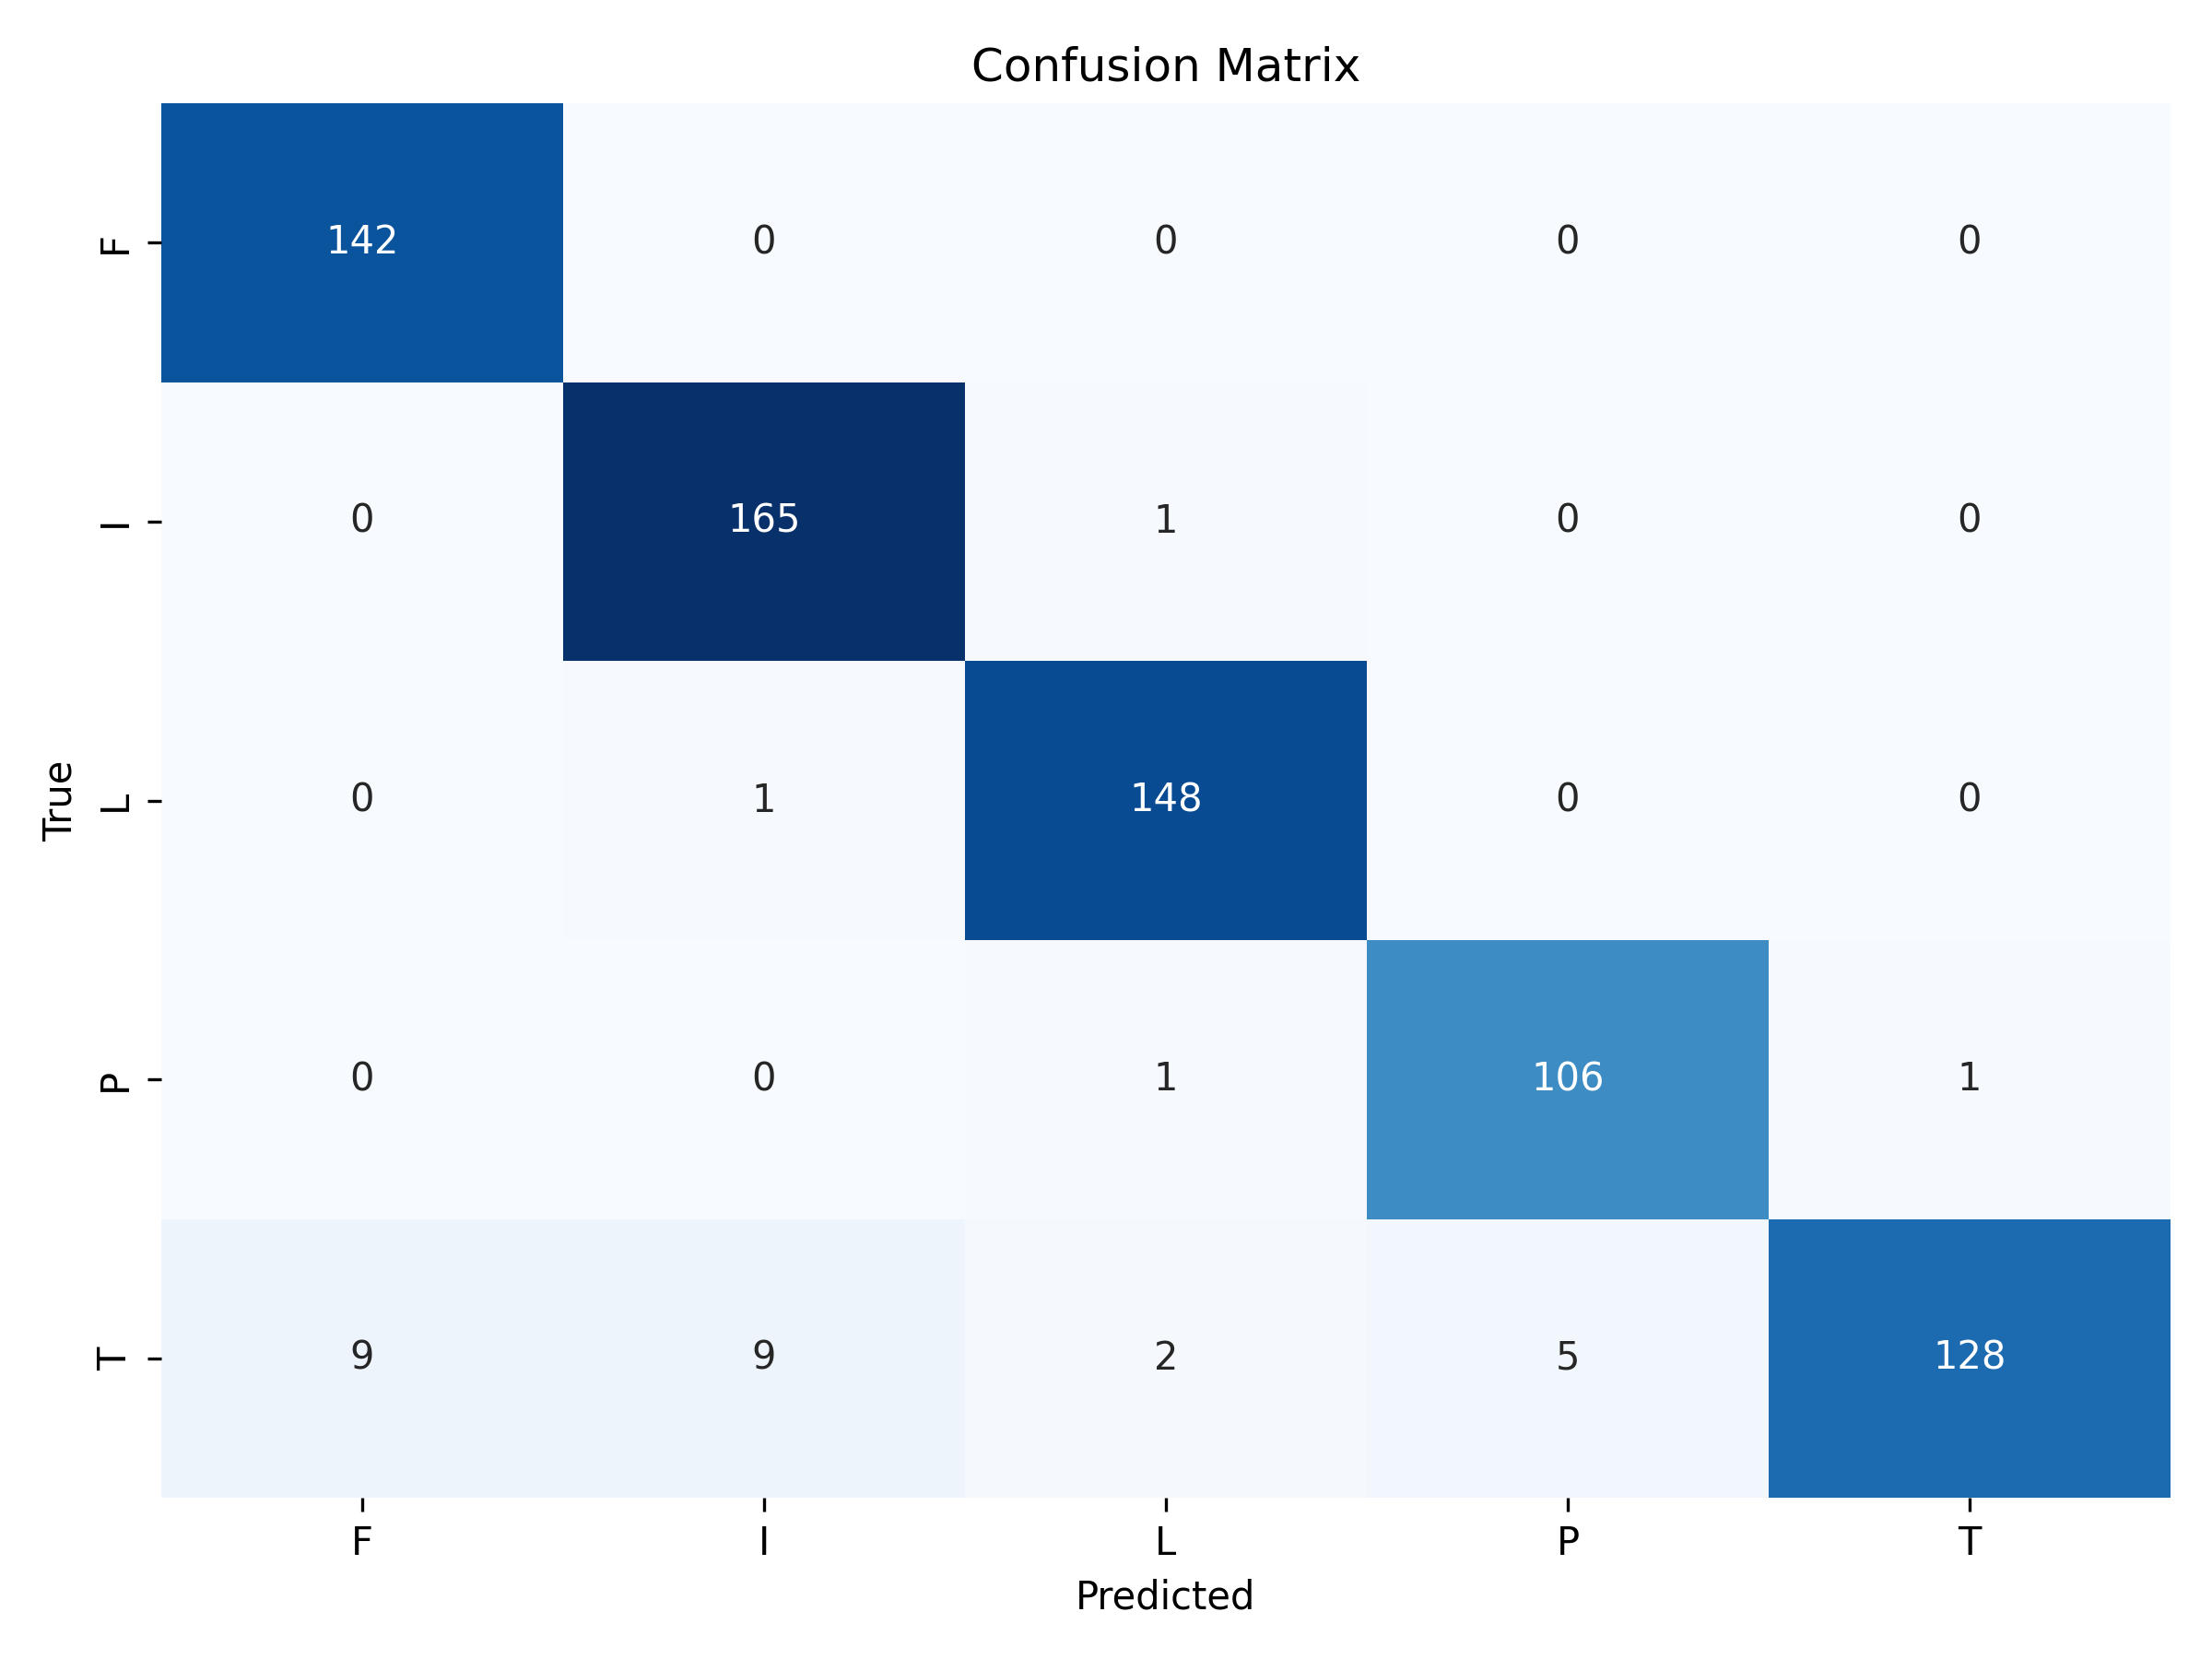 Confusion Matrix
F 142 0 0 0 0
I 0 165 1 0 0
True
L 0 1 148 0 0
P 0 0 1 106 1
T 9 9 2 5 128
F I L P T
Predicted